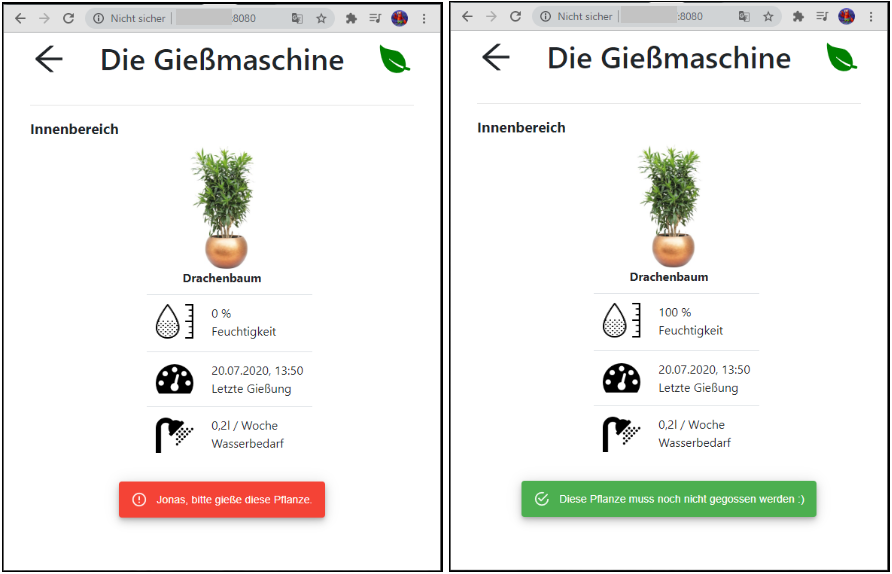 Nicht sicher :8080
Die Gießmaschine
Innenbereich
Drachenbaum
0 %
Feuchtigkeit
20.07.2020, 13:50
Letzte Gießung
0,2l / Woche
Wasserbedarf
Jonas, bitte gieße diese Pflanze.
Nicht sicher :8080
Die Gießmaschine
Innenbereich
Drachenbaum
100 %
Feuchtigkeit
20.07.2020, 13:50
Letzte Gießung
0,2l / Woche
Wasserbedarf
Diese Pflanze muss noch nicht gegossen werden :)